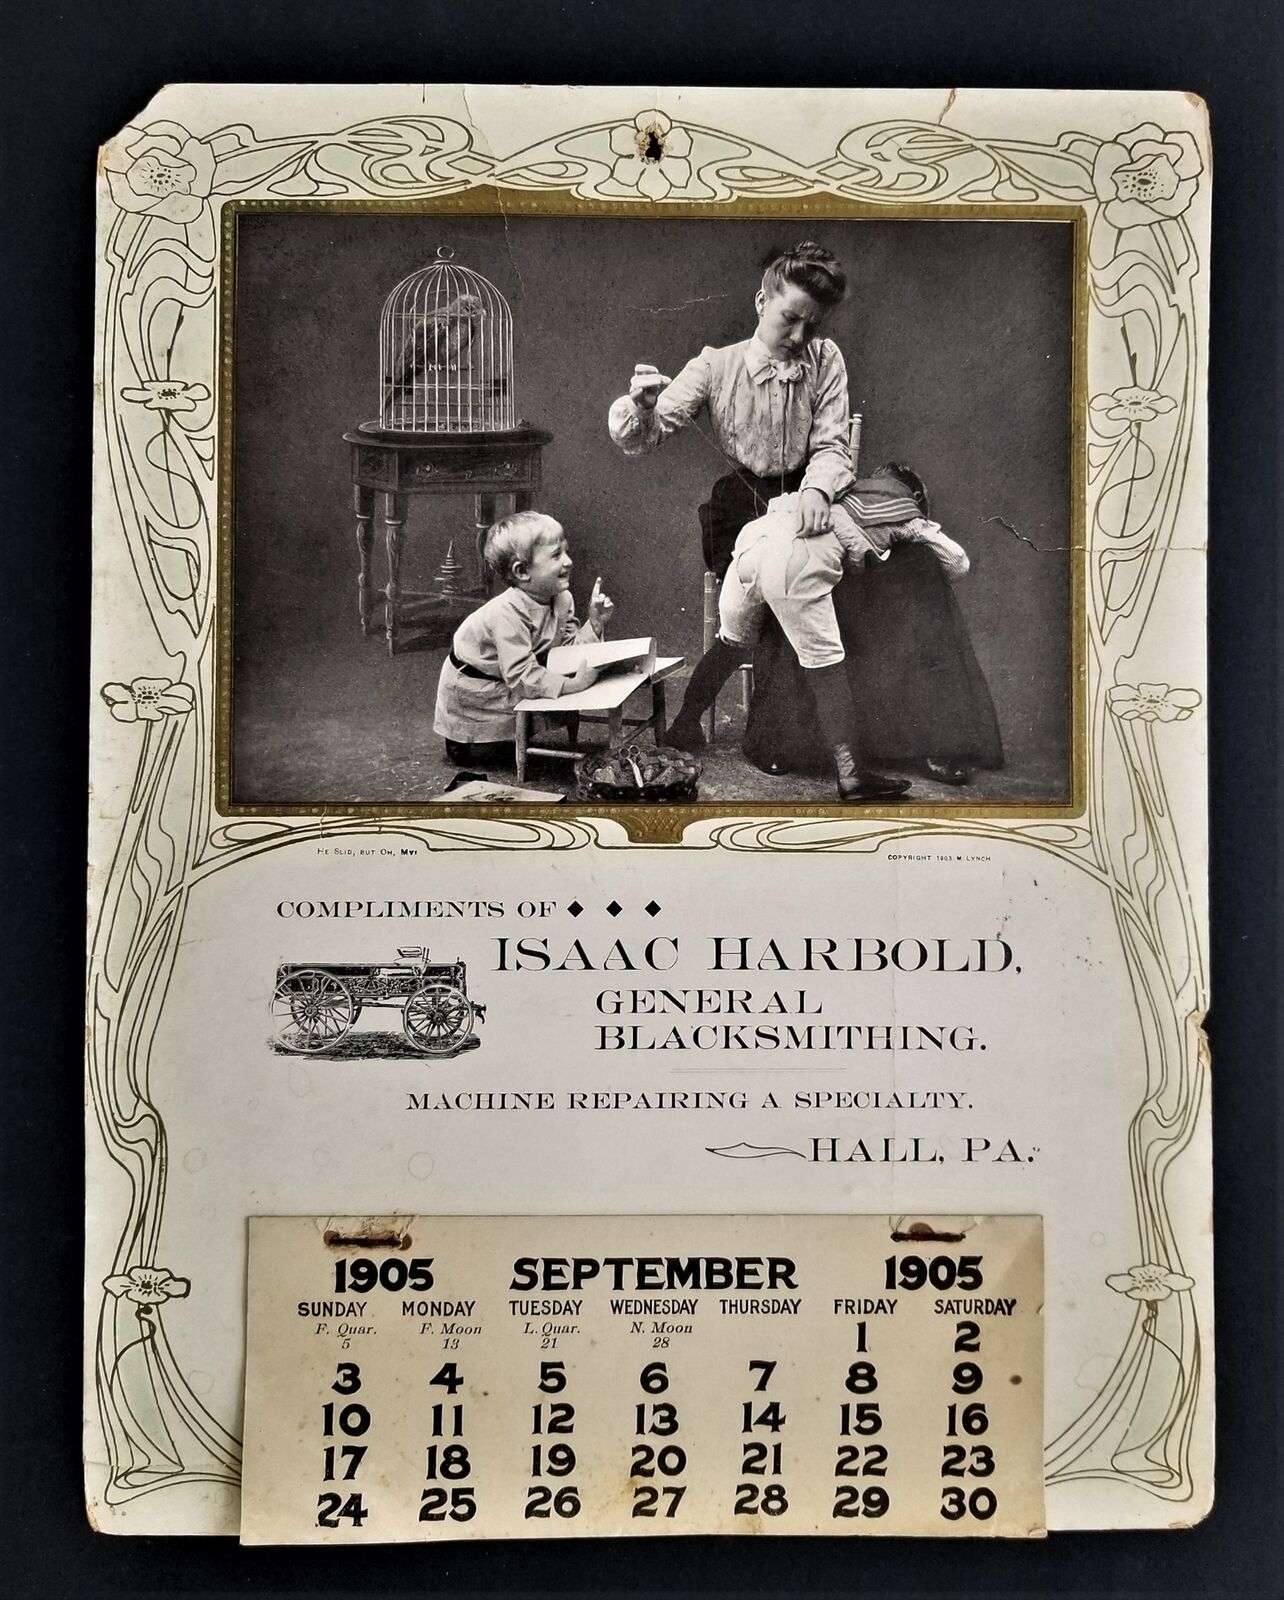 He Slid, but Oh, My!
COPYRIGHT 1903 M LYNCH
COMPLIMENTS OF ◆ ◆ ◆
ISAAC HARBOLD,
GENERAL
BLACKSMITHING.
MACHINE REPAIRING A SPECIALTY.
HALL, PA.
1905 SEPTEMBER 1905
SUNDAY MONDAY TUESDAY WEDNESDAY THURSDAY FRIDAY SATURDAY
F. Quar. 5 F. Moon 13 L. Quar. 21 N. Moon 28 1 2
3 4 5 6 7 8 9
10 11 12 13 14 15 16
17 18 19 20 21 22 23
24 25 26 27 28 29 30